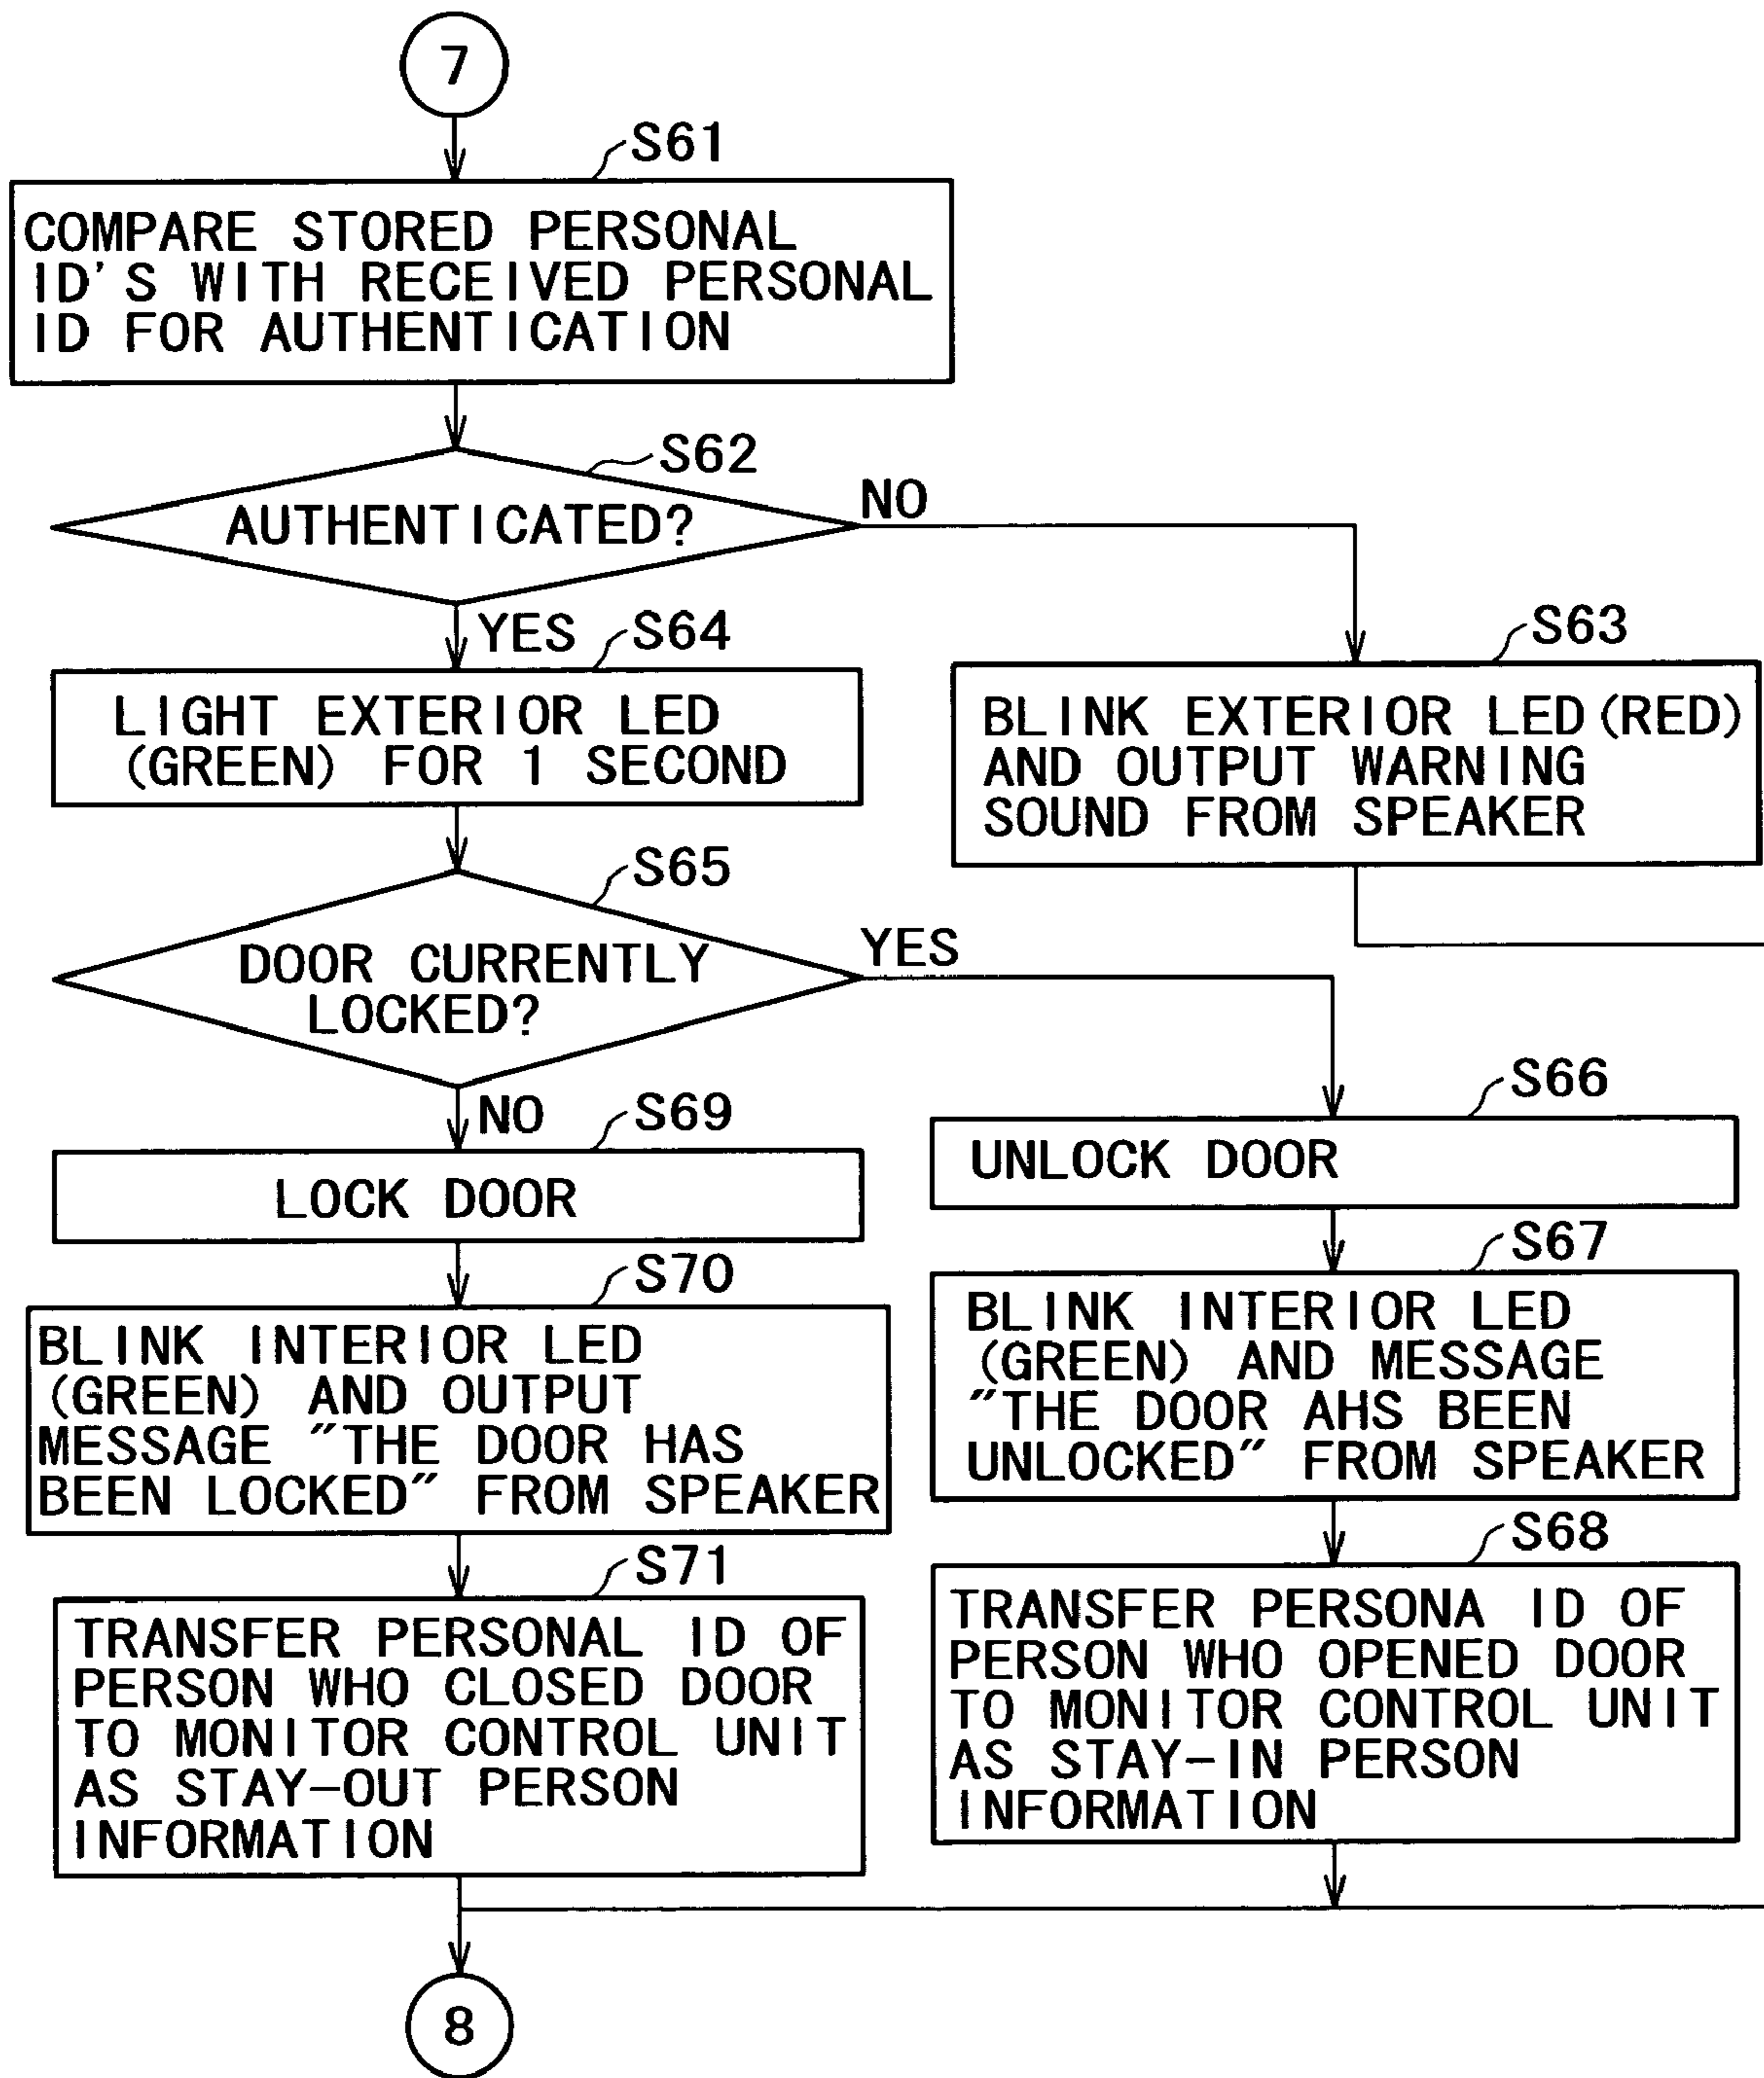 7
S61
COMPARE STORED PERSONAL
ID'S WITH RECEIVED PERSONAL
ID FOR AUTHENTICATION
S62
AUTHENTICATED?
NO
YES
S64
LIGHT EXTERIOR LED
(GREEN) FOR 1 SECOND
S63
BLINK EXTERIOR LED(RED)
AND OUTPUT WARNING
SOUND FROM SPEAKER
S65
DOOR CURRENTLY
LOCKED?
YES
NO
S69
LOCK DOOR
S66
UNLOCK DOOR
S70
BLINK INTERIOR LED
(GREEN) AND OUTPUT
MESSAGE "THE DOOR HAS
BEEN LOCKED" FROM SPEAKER
S67
BLINK INTERIOR LED
(GREEN) AND MESSAGE
"THE DOOR AHS BEEN
UNLOCKED" FROM SPEAKER
S71
TRANSFER PERSONAL ID OF
PERSON WHO CLOSED DOOR
TO MONITOR CONTROL UNIT
AS STAY-OUT PERSON
INFORMATION
S68
TRANSFER PERSONA ID OF
PERSON WHO OPENED DOOR
TO MONITOR CONTROL UNIT
AS STAY-IN PERSON
INFORMATION
8